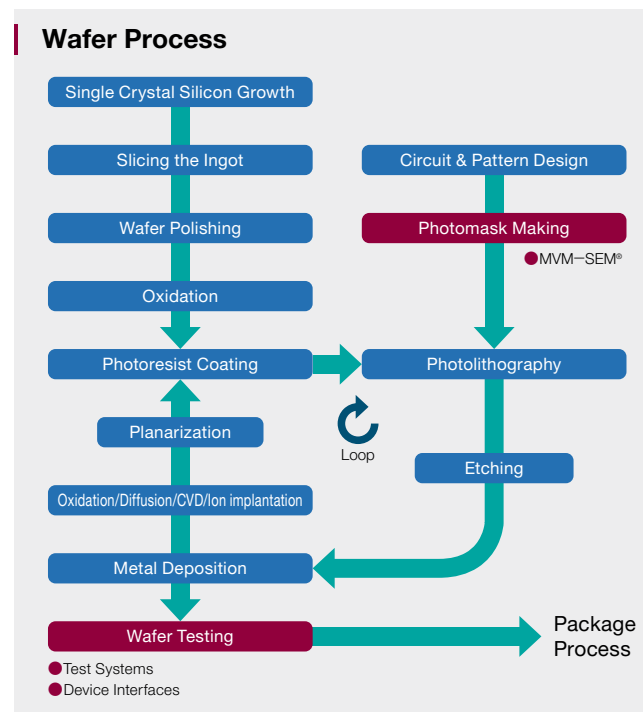 Wafer Process
Single Crystal Silicon Growth
Slicing the Ingot
Circuit & Pattern Design
Wafer Polishing
Photomask Making
MVM−SEM®
Oxidation
Photoresist Coating
Photolithography
Planarization
Loop
Etching
Oxidation/Diffusion/CVD/Ion implantation
Metal Deposition
Wafer Testing
Package
Process
Test Systems
Device Interfaces